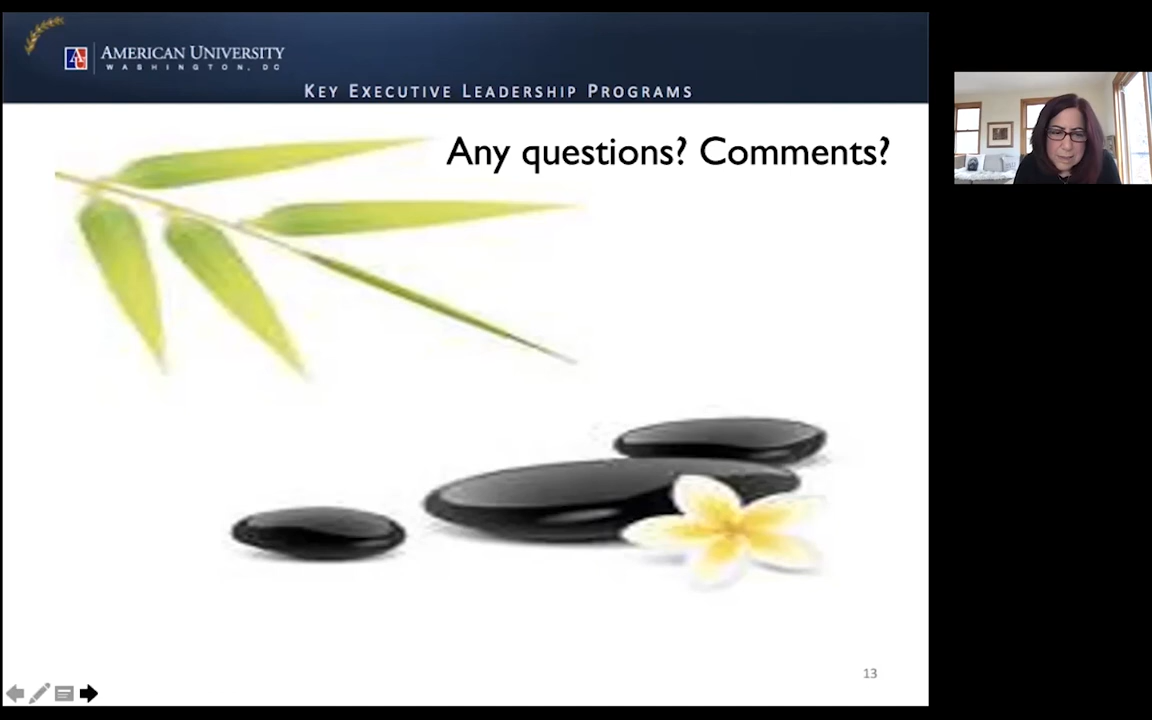 AMERICAN UNIVERSITY
WASHINGTON, DC
KEY EXECUTIVE LEADERSHIP PROGRAMS
Any questions? Comments?
13